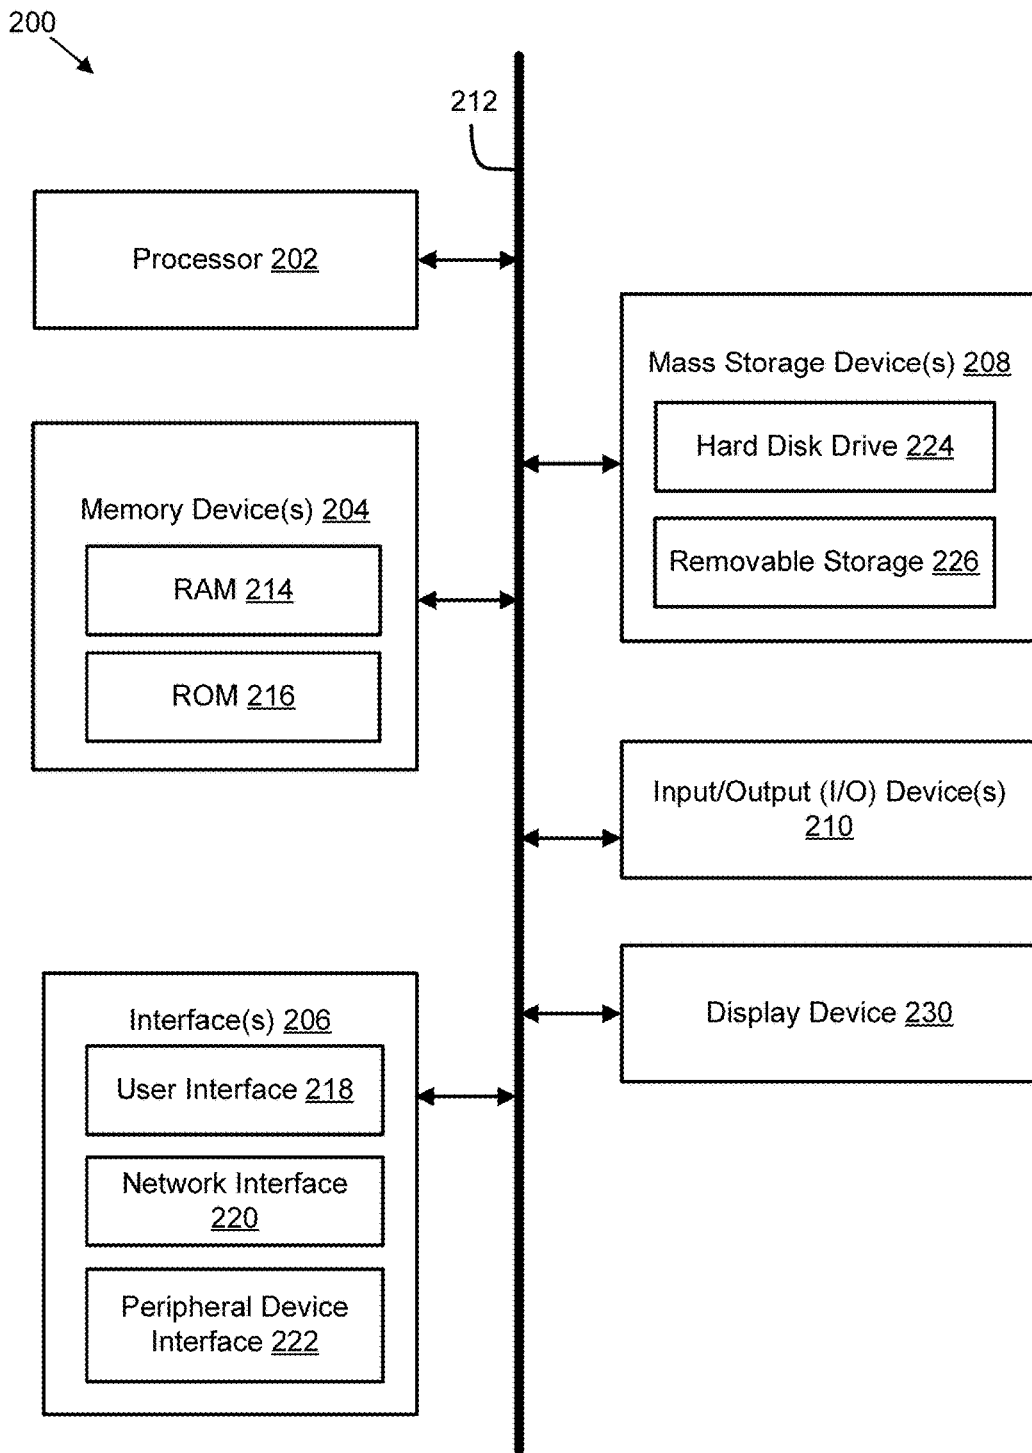 200
212
Processor 202
Memory Device(s) 204
RAM 214
ROM 216
Interface(s) 206
User Interface 218
Network Interface
220
Peripheral Device
Interface 222
Mass Storage Device(s) 208
Hard Disk Drive 224
Removable Storage 226
Input/Output (I/O) Device(s)
210
Display Device 230